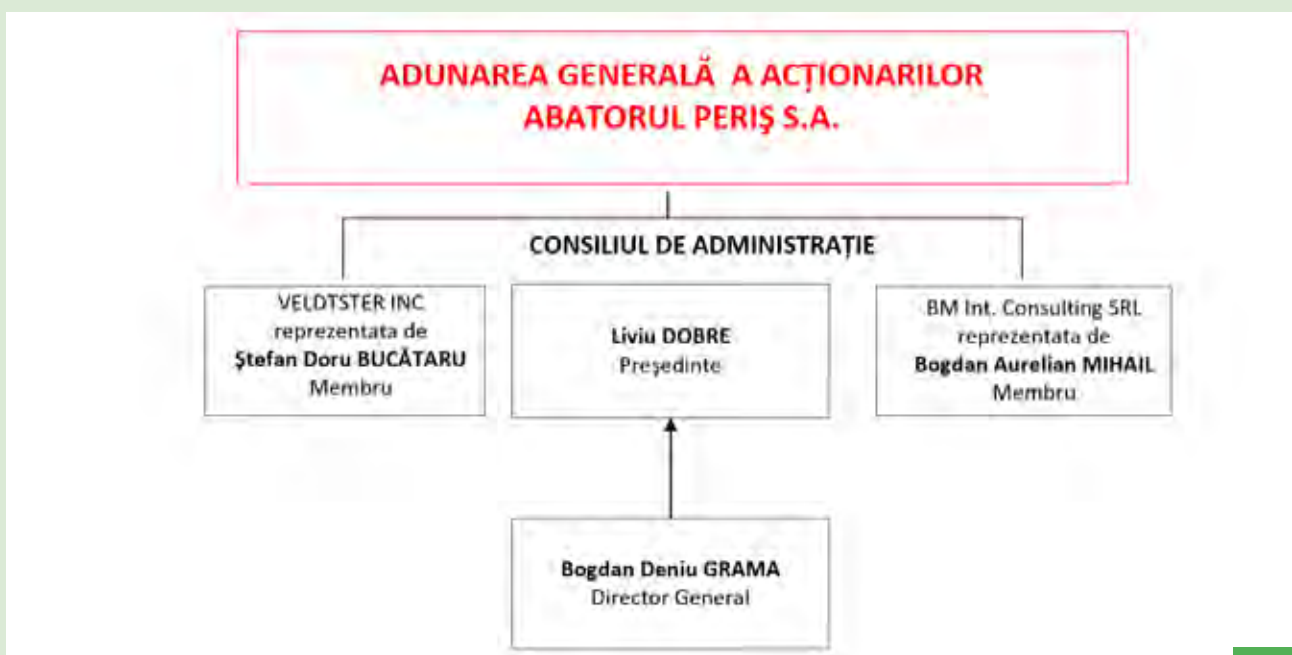 ADUNAREA GENERALĂ A ACȚIONARILOR
ABATORUL PERIŞ S.A.
CONSILIUL DE ADMINISTRAȚIE
VELDTSTER INC
reprezentata de
Ştefan Doru BUCĂTARU
Membru
Liviu DOBRE
Preşedinte
BM Int. Consulting SRL
reprezentata de
Bogdan Aurelian MIHAIL
Membru
Bogdan Deniu GRAMA
Director General